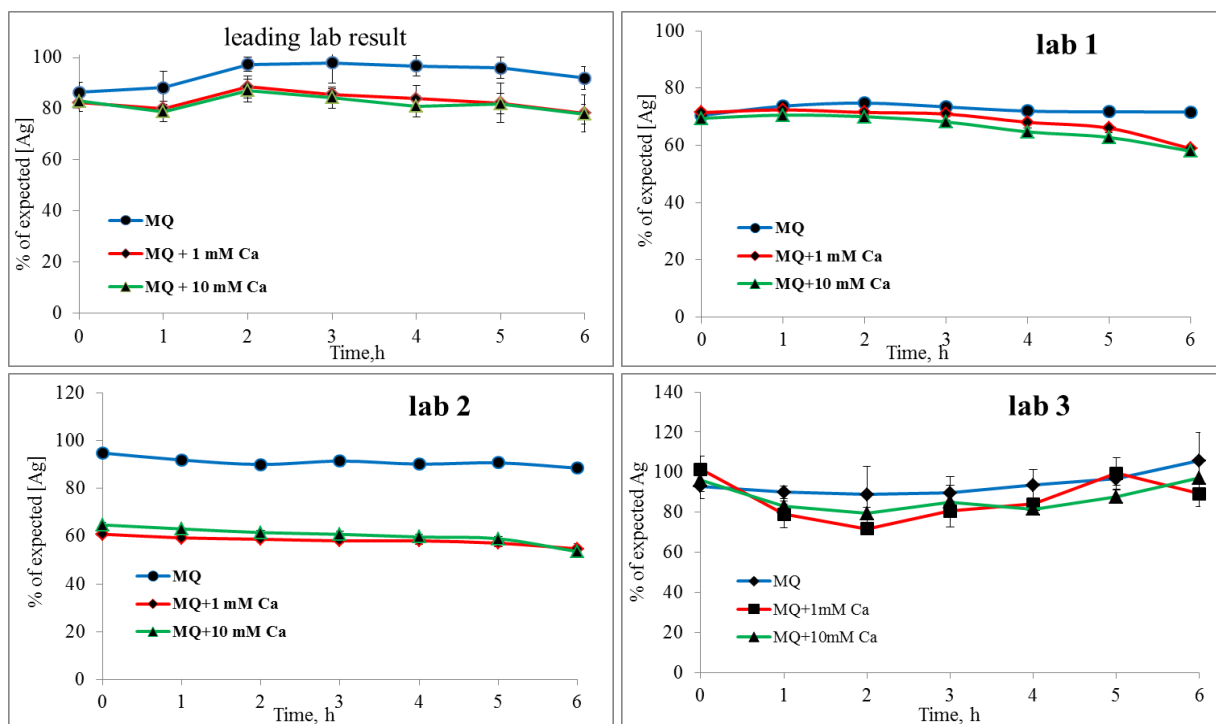 leading lab result
% of expected [Ag]
100
80
60
40
20
0
MQ
MQ + 1 mM Ca
MQ + 10 mM Ca
0 1 2 3 4 5 6
Time,h
lab 1
% of expected [Ag]
100
80
60
40
20
0
MQ
MQ+1 mM Ca
MQ+10 mM Ca
0 1 2 3 4 5 6
Time, h
lab 2
% of expected [Ag]
120
100
80
60
40
20
0
MQ
MQ+1 mM Ca
MQ+10 mM Ca
0 1 2 3 4 5 6
Time, h
lab 3
% of expected Ag
140
120
100
80
60
40
20
0
MQ
MQ+1mM Ca
MQ+10mM Ca
0 1 2 3 4 5 6
Time, h